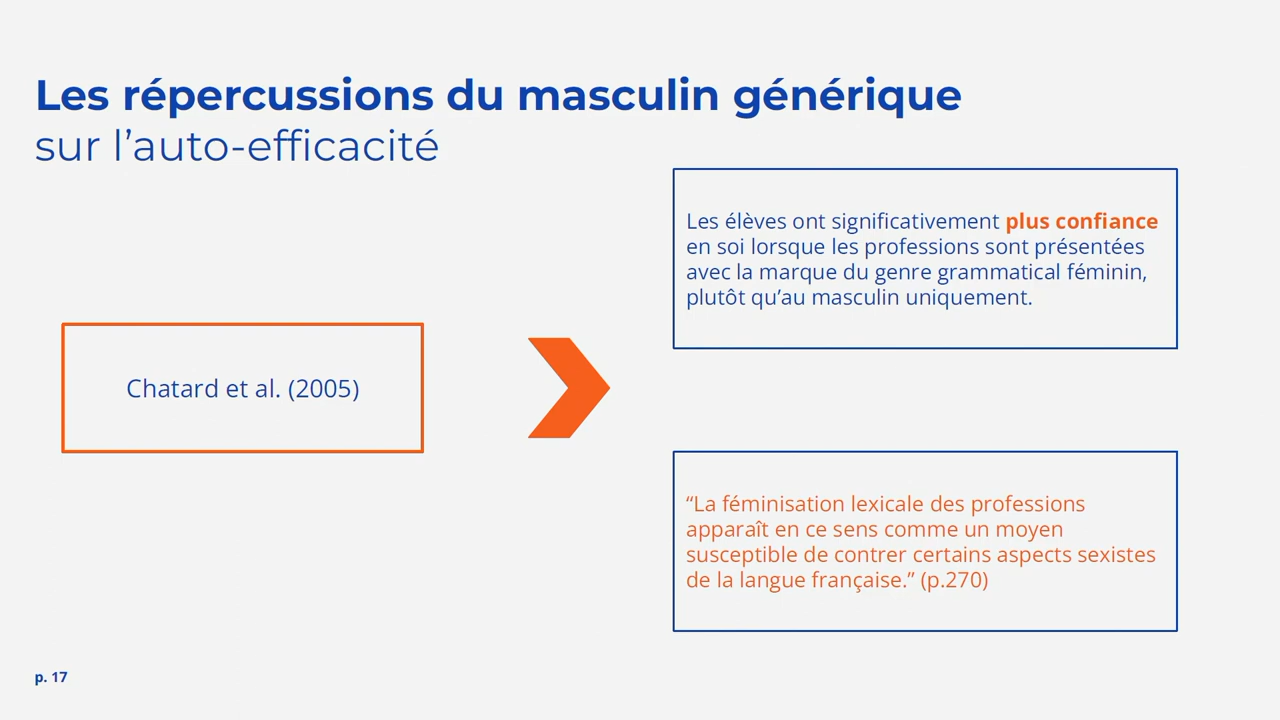 Les répercussions du masculin générique
sur l’auto-efficacité
Les élèves ont significativement plus confiance
en soi lorsque les professions sont présentées
avec la marque du genre grammatical féminin,
plutôt qu’au masculin uniquement.
Chatard et al. (2005)
“La féminisation lexicale des professions
apparaît en ce sens comme un moyen
susceptible de contrer certains aspects sexistes
de la langue française.” (p.270)
p. 17